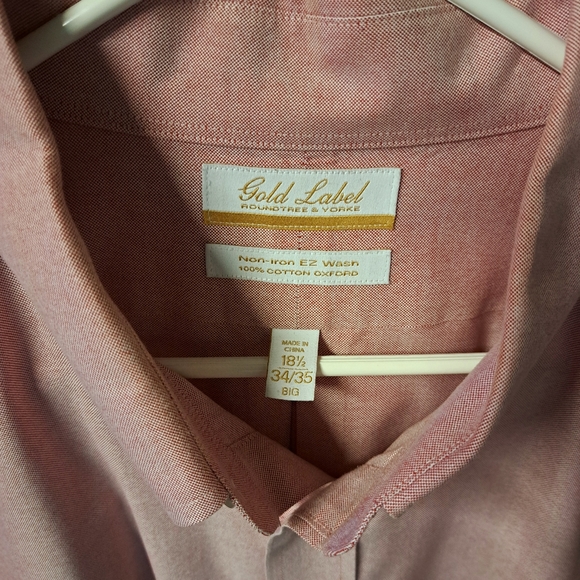 Gold Label
ROUNDTREE & YORKE
Non-Iron EZ Wash
100% COTTON OXFORD
MADE IN
CHINA
18½
34/35
BIG